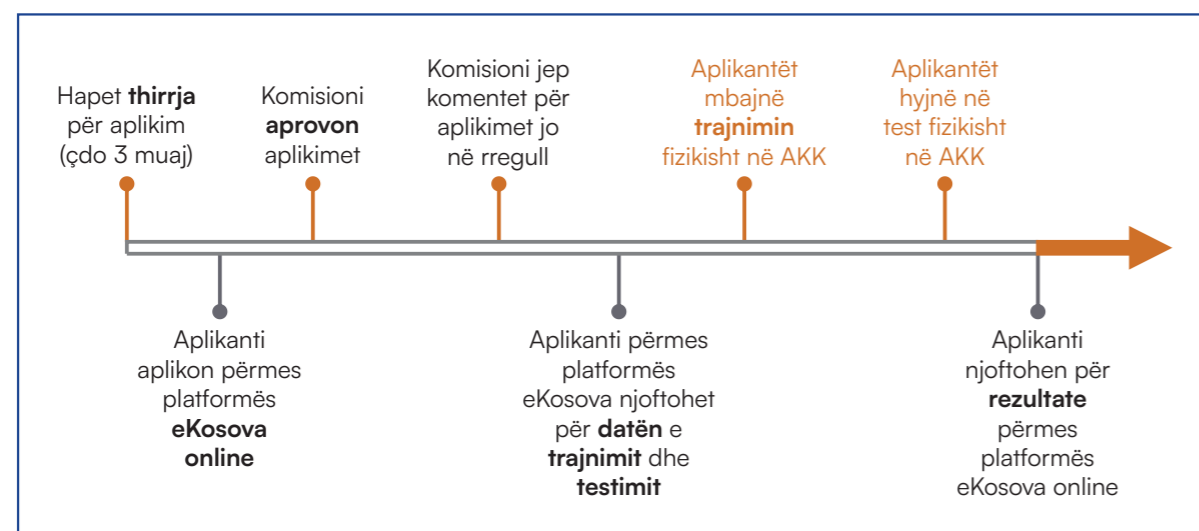 Hapet thirrja
për aplikim
(çdo 3 muaj)
Komisioni
aprovon
aplikimet
Komisioni jep
komentet për
aplikimet jo
në rregull
Aplikantët
mbajnë
trajnimin
fizikisht në AKK
Aplikantët
hyjnë në
test fizikisht
në AKK
Aplikanti
aplikon përmes
platformës
eKosova
online
Aplikanti përmes
platformës
eKosova njoftohet
për datën e
trajnimit dhe
testimit
Aplikanti
njoftohen për
rezultate
përmes
platformës
eKosova online